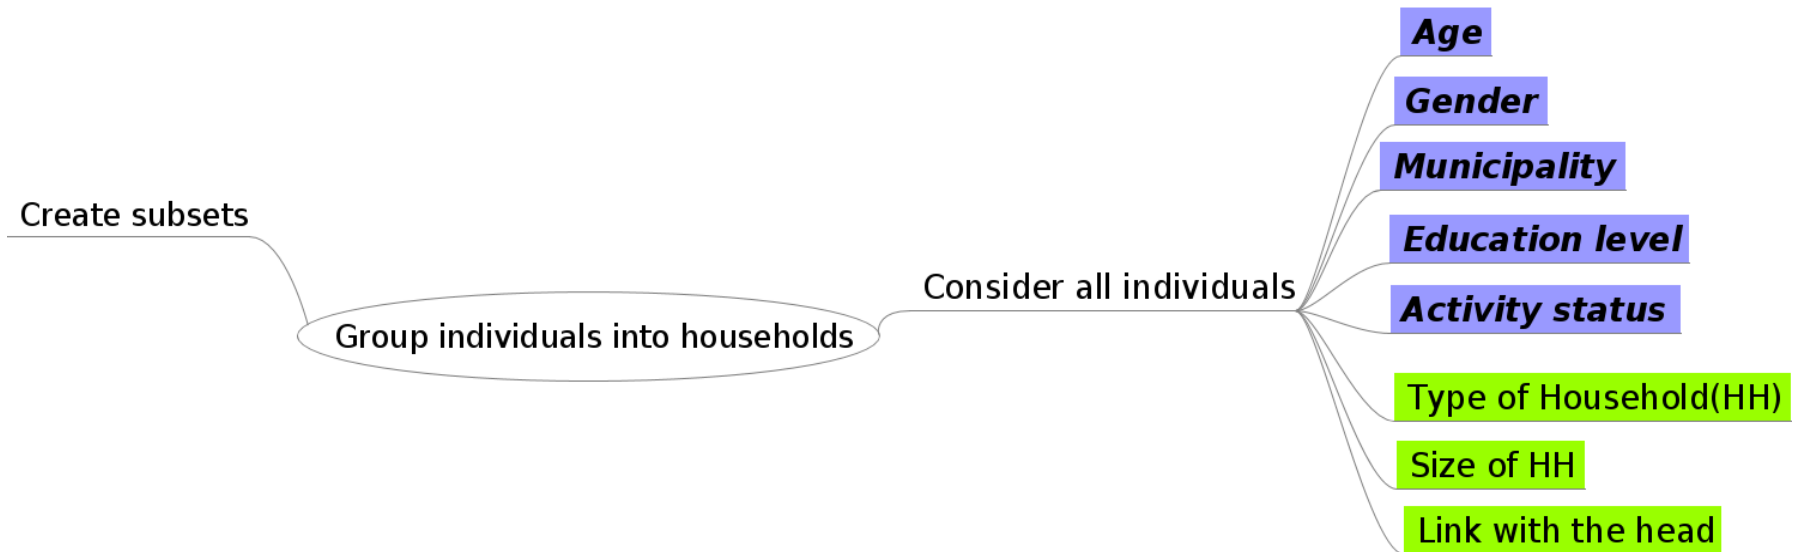 Create subsets
Group individuals into households
Consider all individuals
Age
Gender
Municipality
Education level
Activity status
Type of Household(HH)
Size of HH
Link with the head